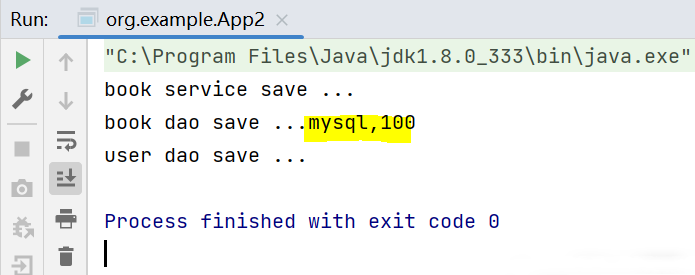 Run: org.example.App2 ×
"C:\Program Files\Java\jdk1.8.0_333\bin\java.exe"
book service save ...
book dao save ...mysql,100
user dao save ...
Process finished with exit code 0